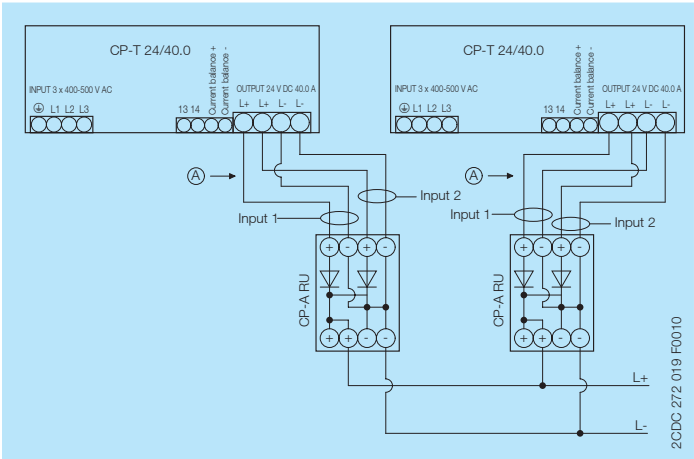 CP-T 24/40.0
INPUT 3 x 400-500 V AC
L1 L2 L3
13 14
Current balance +
Current balance -
OUTPUT 24 V DC 40.0 A
L+ L+ L- L-
CP-T 24/40.0
INPUT 3 x 400-500 V AC
L1 L2 L3
13 14
Current balance +
Current balance -
OUTPUT 24 V DC 40.0 A
L+ L+ L- L-
A
Input 1
Input 2
A
Input 1
Input 2
CP-A RU
+ - + -
+ + - -
CP-A RU
+ - + -
+ + - -
L+
L-
2CDC 272 019 F0010